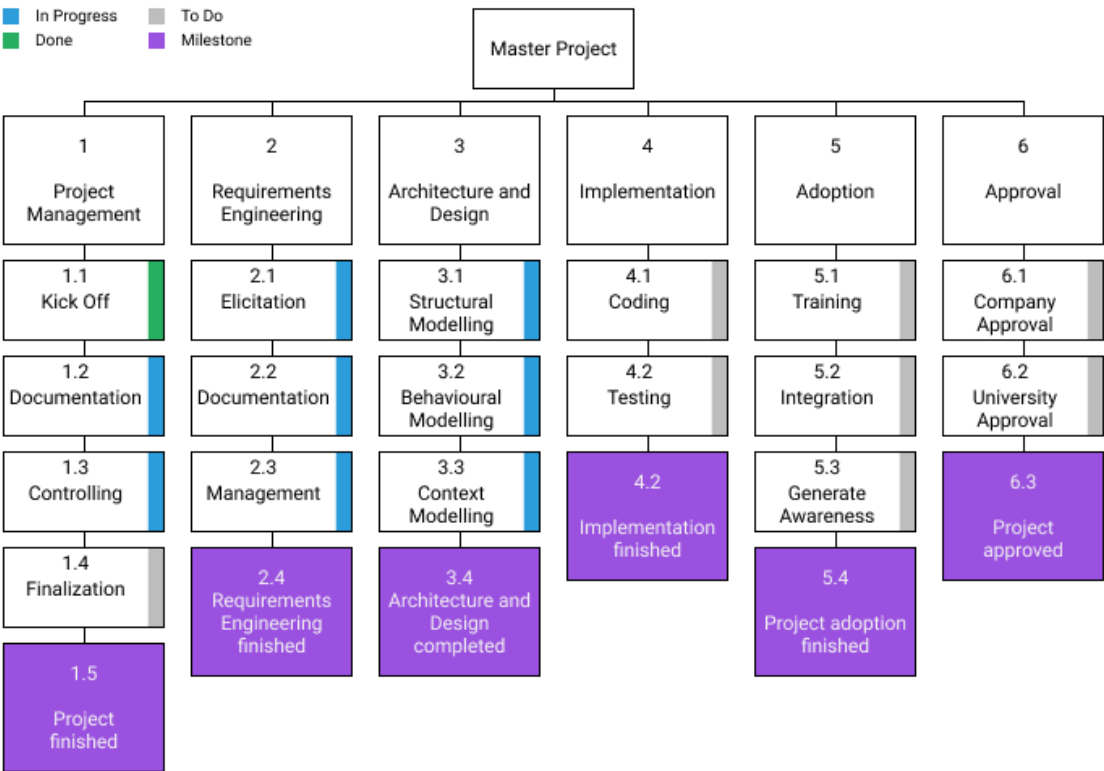 In Progress
To Do
Done
Milestone
Master Project
1
Project
Management
2
Requirements
Engineering
3
Architecture and
Design
4
Implementation
5
Adoption
6
Approval
1.1
Kick Off
1.2
Documentation
1.3
Controlling
1.4
Finalization
1.5
Project
finished
2.1
Elicitation
2.2
Documentation
2.3
Management
2.4
Requirements
Engineering
finished
3.1
Structural
Modelling
3.2
Behavioural
Modelling
3.3
Context
Modelling
3.4
Architecture and
Design
completed
4.1
Coding
4.2
Testing
4.2
Implementation
finished
5.1
Training
5.2
Integration
5.3
Generate
Awareness
5.4
Project adoption
finished
6.1
Company
Approval
6.2
University
Approval
6.3
Project
approved